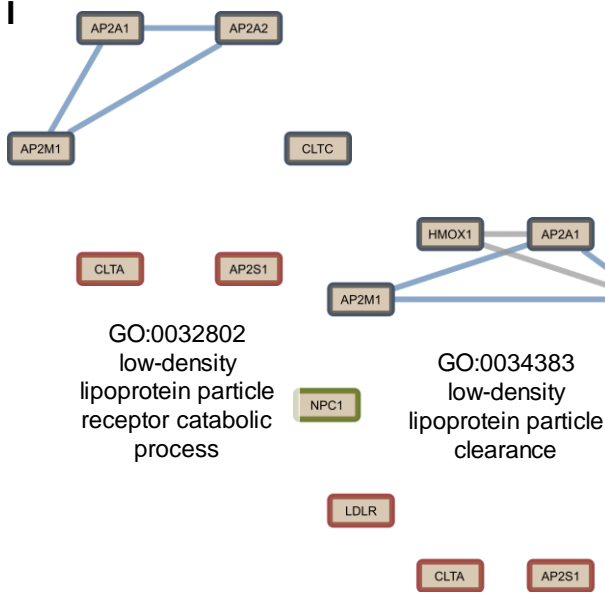 I
AP2A1
AP2A2
AP2M1
CLTC
CLTA
AP2S1
GO:0032802
low-density
lipoprotein particle
receptor catabolic
process
HMOX1
AP2A1
AP2M1
GO:0034383
low-density
lipoprotein particle
clearance
NPC1
LDLR
CLTA
AP2S1